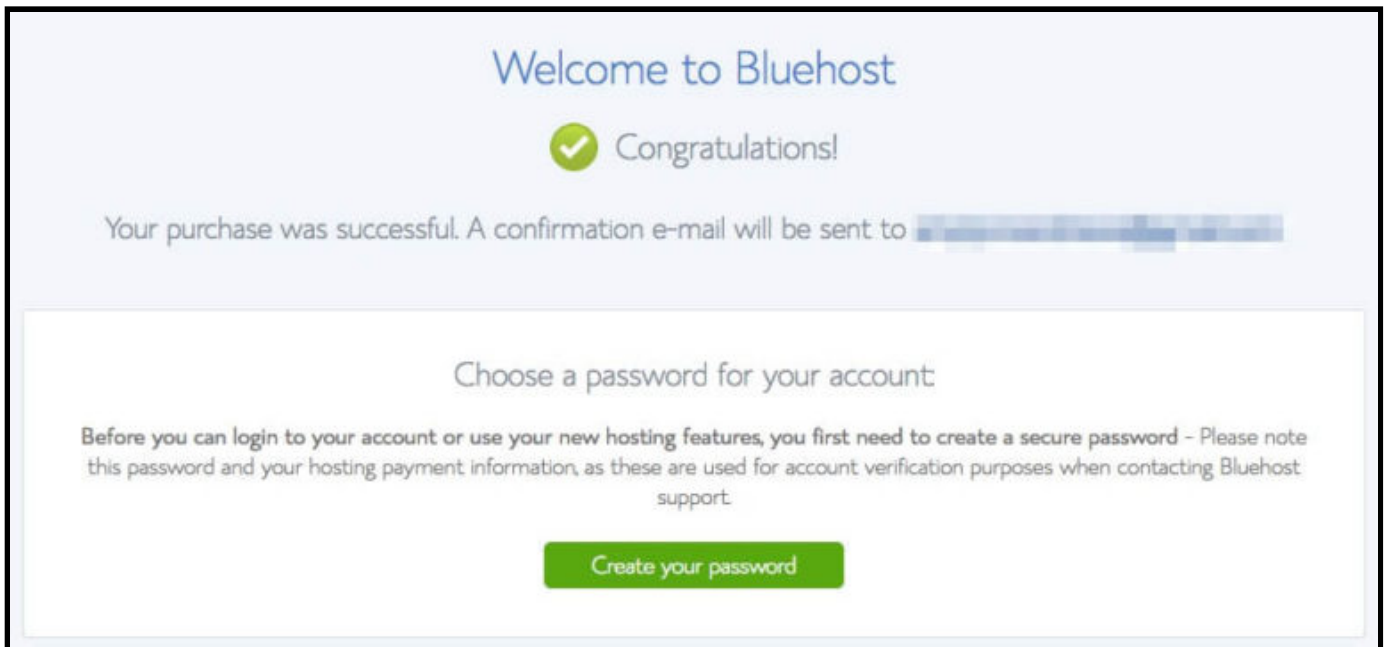 Welcome to Bluehost
Congratulations!
Your purchase was successful. A confirmation e-mail will be sent to
Choose a password for your account:
Before you can login to your account or use your new hosting features, you first need to create a secure password - Please note
this password and your hosting payment information, as these are used for account verification purposes when contacting Bluehost
support.
Create your password